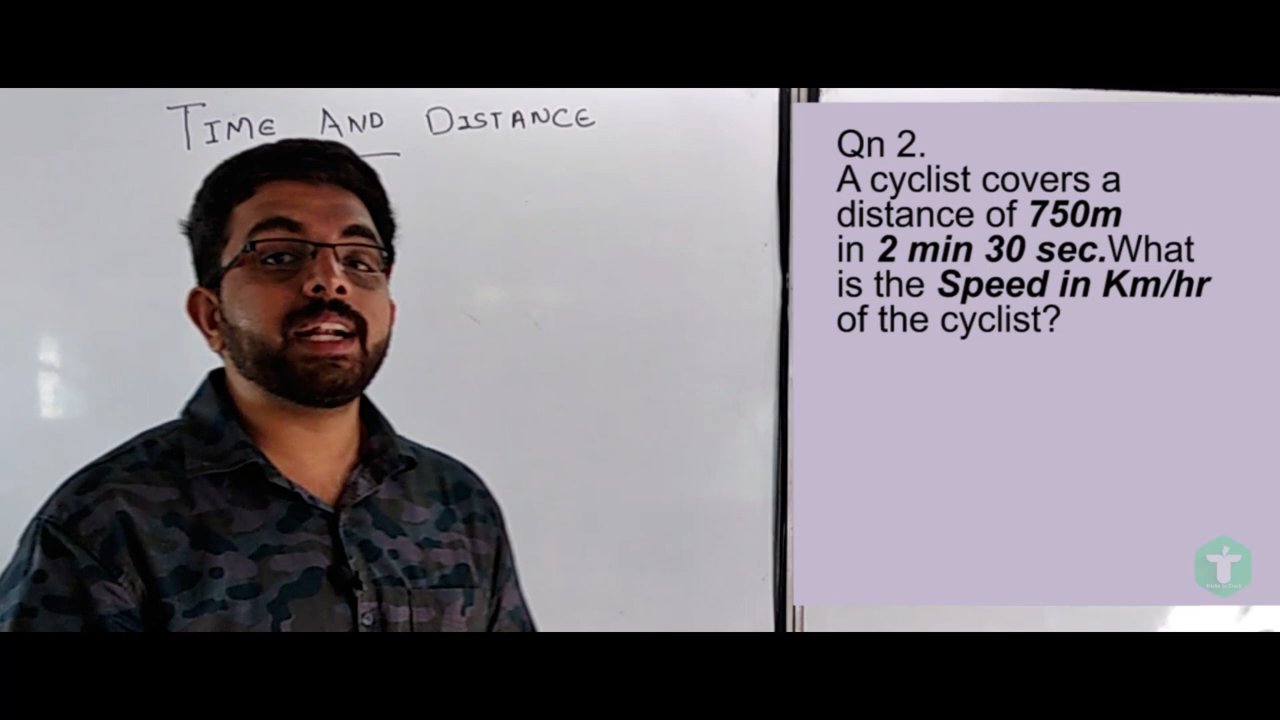 TIME AND DISTANCE
Qn 2.
A cyclist covers a
distance of 750m
in 2 min 30 sec.What
is the Speed in Km/hr
of the cyclist?